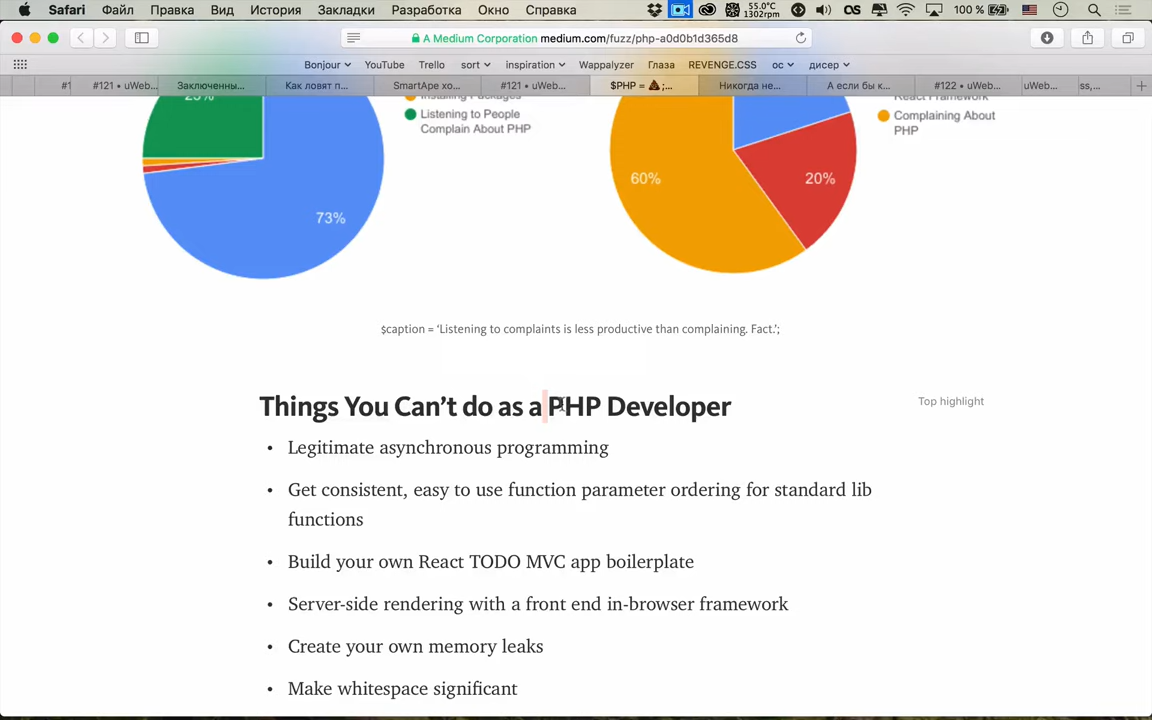 Safari Файл Правка Вид История Закладки Разработка Окно Справка 55.0°C 1302rpm OS 100 %
A Medium Corporation medium.com/fuzz/php-a0d0b1d365d8
Bonjour YouTube Trello sort inspiration Wappalyzer Глаза REVENGE.CSS ос дисер
#1 #121 • uWeb... Заключенны... Как ловят п... SmartApe хо... #121 • uWeb... $PHP = 💩 ;... Никогда не... А если бы к... #122 • uWeb... uWeb... ss,...
25%
Installing Packages
Listening to People
Complain About PHP
73%
60%
20%
React Framework
Complaining About
PHP
$caption = ‘Listening to complaints is less productive than complaining. Fact.’;
Things You Can’t do as a PHP Developer
Top highlight
• Legitimate asynchronous programming
• Get consistent, easy to use function parameter ordering for standard lib
functions
• Build your own React TODO MVC app boilerplate
• Server-side rendering with a front end in-browser framework
• Create your own memory leaks
• Make whitespace significant